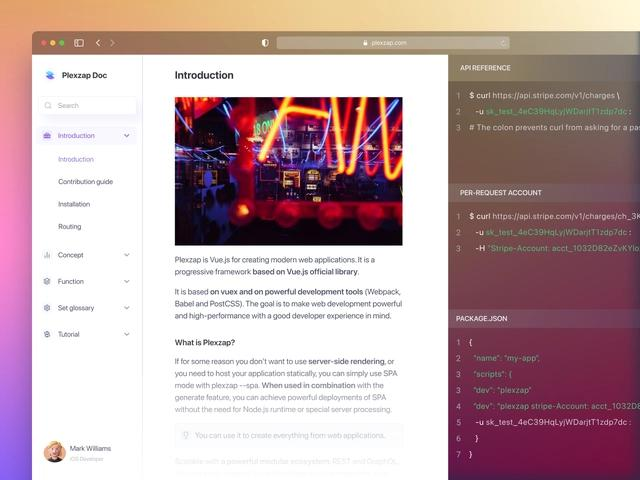 plexzap.com
Plexzap Doc
Search
Introduction
Introduction
Contribution guide
Installation
Routing
Concept
Function
Set glossary
Tutorial
Mark Williams
iOS Developer
Introduction
Plexzap is Vue.js for creating modern web applications. It is a
progressive framework based on Vue.js official library.
It is based on vuex and on powerful development tools (Webpack,
Babel and PostCSS). The goal is to make web development powerful
and high-performance with a good developer experience in mind.
What is Plexzap?
If for some reason you don't want to use server-side rendering, or
you need to host your application statically, you can simply use SPA
mode with plexzap --spa. When used in combination with the
generate feature, you can achieve powerful deployments of SPA
without the need for Node.js runtime or special server processing.
You can use it to create everything from web applications.
Scalable with a powerful modular ecosystem. REST and GraphQL,
API REFERENCE
1 $ curl https://api.stripe.com/v1/charges \
2 -u sk_test_4eC39HqLyjWDarjtT1zdp7dc :
3 # The colon prevents curl from asking for a pa
PER-REQUEST ACCOUNT
1 $ curl https://api.stripe.com/v1/charges/ch_3K
2 -u sk_test_4eC39HqLyjWDarjtT1zdp7dc :
3 -H "Stripe-Account: acct_1032D82eZvKYlo
PACKAGE.JSON
1 {
2 "name": "my-app",
3 "scripts": {
4 "dev": "plexzap"
4 "dev": "plexzap stripe-Account: acct_1032D8
5 -u sk_test_4eC39HqLyjWDarjtT1zdp7dc :
6 }
7 }